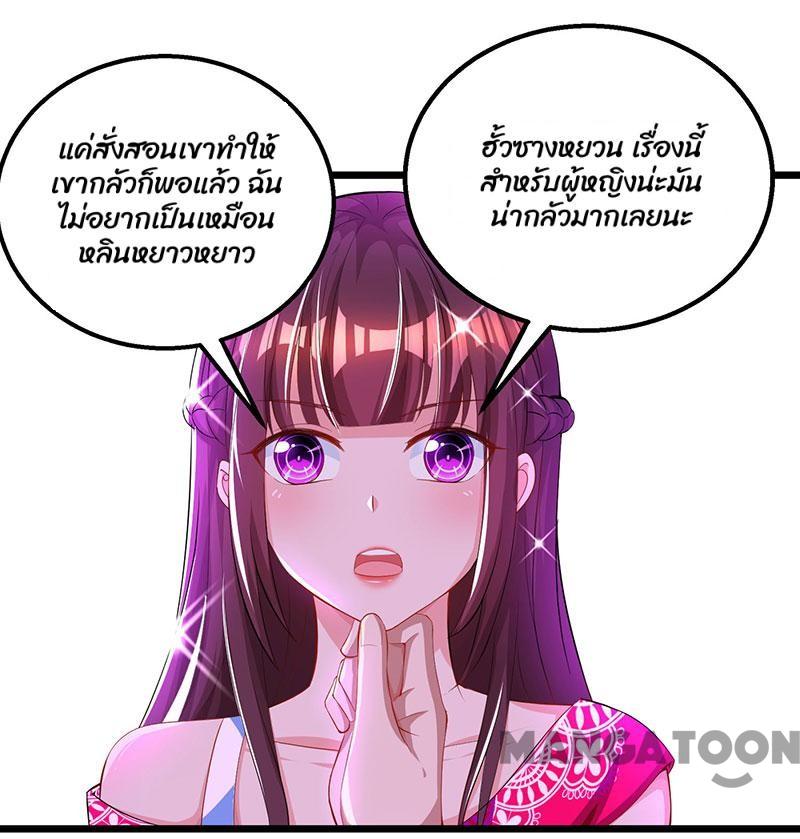 แค่สั่งสอนเขาทำให้
เขากลัวก็พอแล้ว ฉัน
ไม่อยากเป็นเหมือน
หลินหยาวหยาว
ฮั้วซางหยวน เรื่องนี้
สำหรับผู้หญิงน่ะมัน
น่ากลัวมากเลยนะ
MANGATOON